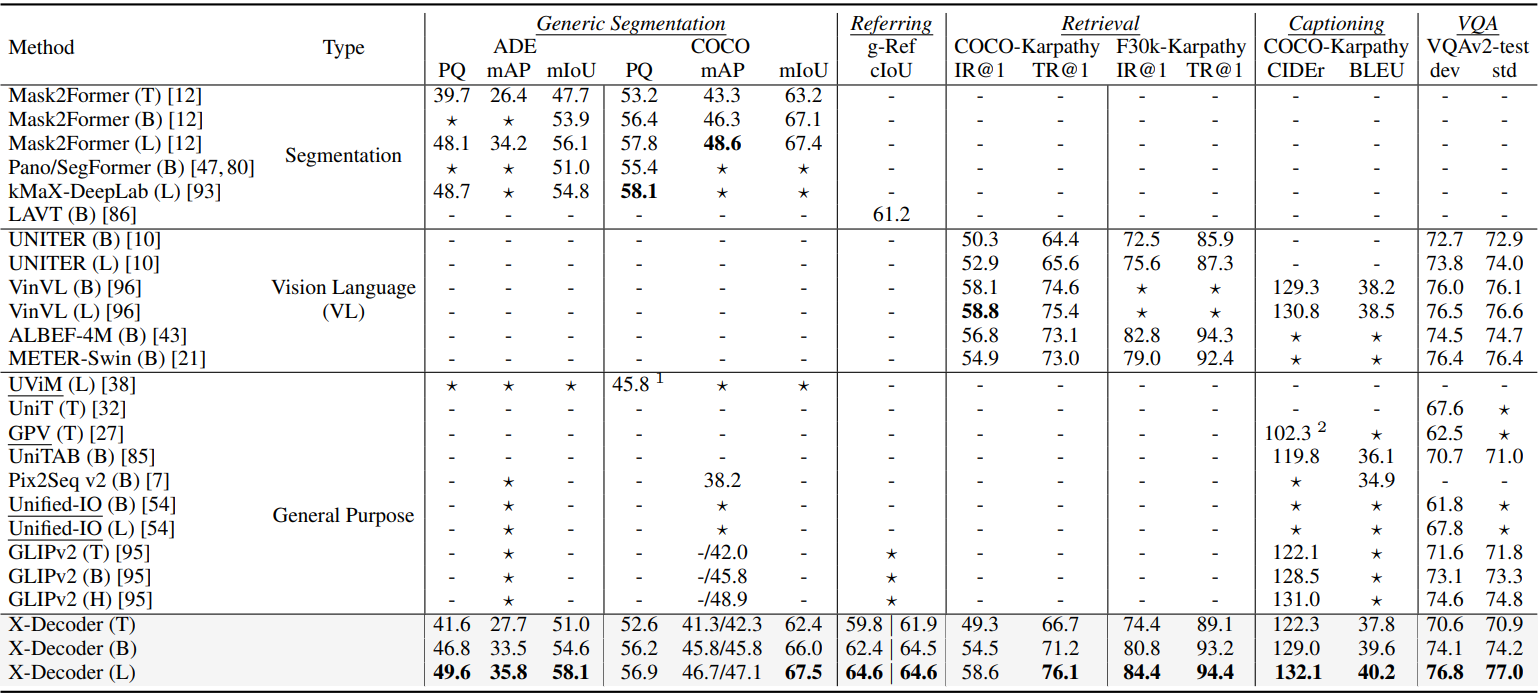 Generic Segmentation Referring Retrieval Captioning VQA
Method Type ADE COCO g-Ref COCO-Karpathy F30k-Karpathy COCO-Karpathy VQAv2-test
PQ mAP mIoU PQ mAP mIoU cIoU IR@1 TR@1 IR@1 TR@1 CIDEr BLEU dev std
Mask2Former (T) [12] 39.7 26.4 47.7 53.2 43.3 63.2 - - - - - - - - -
Mask2Former (B) [12] ⋆ ⋆ 53.9 56.4 46.3 67.1 - - - - - - - - -
Mask2Former (L) [12] 48.1 34.2 56.1 57.8 48.6 67.4 - - - - - - - - -
Segmentation
Pano/SegFormer (B) [47, 80] ⋆ ⋆ 51.0 55.4 ⋆ ⋆ - - - - - - - - -
kMaX-DeepLab (L) [93] 48.7 ⋆ 54.8 58.1 ⋆ ⋆ - - - - - - - - -
LAVT (B) [86] - - - - - - 61.2 - - - - - - - -
UNITER (B) [10] - - - - - - - 50.3 64.4 72.5 85.9 - - 72.7 72.9
UNITER (L) [10] - - - - - - - 52.9 65.6 75.6 87.3 - - 73.8 74.0
VinVL (B) [96] Vision Language - - - - - - - 58.1 74.6 ⋆ ⋆ 129.3 38.2 76.0 76.1
VinVL (L) [96] (VL) - - - - - - - 58.8 75.4 ⋆ ⋆ 130.8 38.5 76.5 76.6
ALBEF-4M (B) [43] - - - - - - - 56.8 73.1 82.8 94.3 ⋆ ⋆ 74.5 74.7
METER-Swin (B) [21] - - - - - - - 54.9 73.0 79.0 92.4 ⋆ ⋆ 76.4 76.4
UViM (L) [38] ⋆ ⋆ ⋆ 45.8 1 ⋆ ⋆ - - - - - - - - -
UniT (T) [32] - - - - - - - - - - - - - 67.6 ⋆
GPV (T) [27] - - - - - - - - - - - 102.3 2 ⋆ 62.5 ⋆
UniTAB (B) [85] - - - - - - - - - - - 119.8 36.1 70.7 71.0
Pix2Seq v2 (B) [7] - ⋆ - - 38.2 - - - - - - ⋆ 34.9 - -
Unified-IO (B) [54] - ⋆ - - ⋆ - - - - - - ⋆ ⋆ 61.8 ⋆
General Purpose
Unified-IO (L) [54] - ⋆ - - ⋆ - - - - - - ⋆ ⋆ 67.8 ⋆
GLIPv2 (T) [95] - ⋆ - - -/42.0 - ⋆ - - - - 122.1 ⋆ 71.6 71.8
GLIPv2 (B) [95] - ⋆ - - -/45.8 - ⋆ - - - - 128.5 ⋆ 73.1 73.3
GLIPv2 (H) [95] - ⋆ - - -/48.9 - ⋆ - - - - 131.0 ⋆ 74.6 74.8
X-Decoder (T) 41.6 27.7 51.0 52.6 41.3/42.3 62.4 59.8 | 61.9 49.3 66.7 74.4 89.1 122.3 37.8 70.6 70.9
X-Decoder (B) 46.8 33.5 54.6 56.2 45.8/45.8 66.0 62.4 | 64.5 54.5 71.2 80.8 93.2 129.0 39.6 74.1 74.2
X-Decoder (L) 49.6 35.8 58.1 56.9 46.7/47.1 67.5 64.6 | 64.6 58.6 76.1 84.4 94.4 132.1 40.2 76.8 77.0